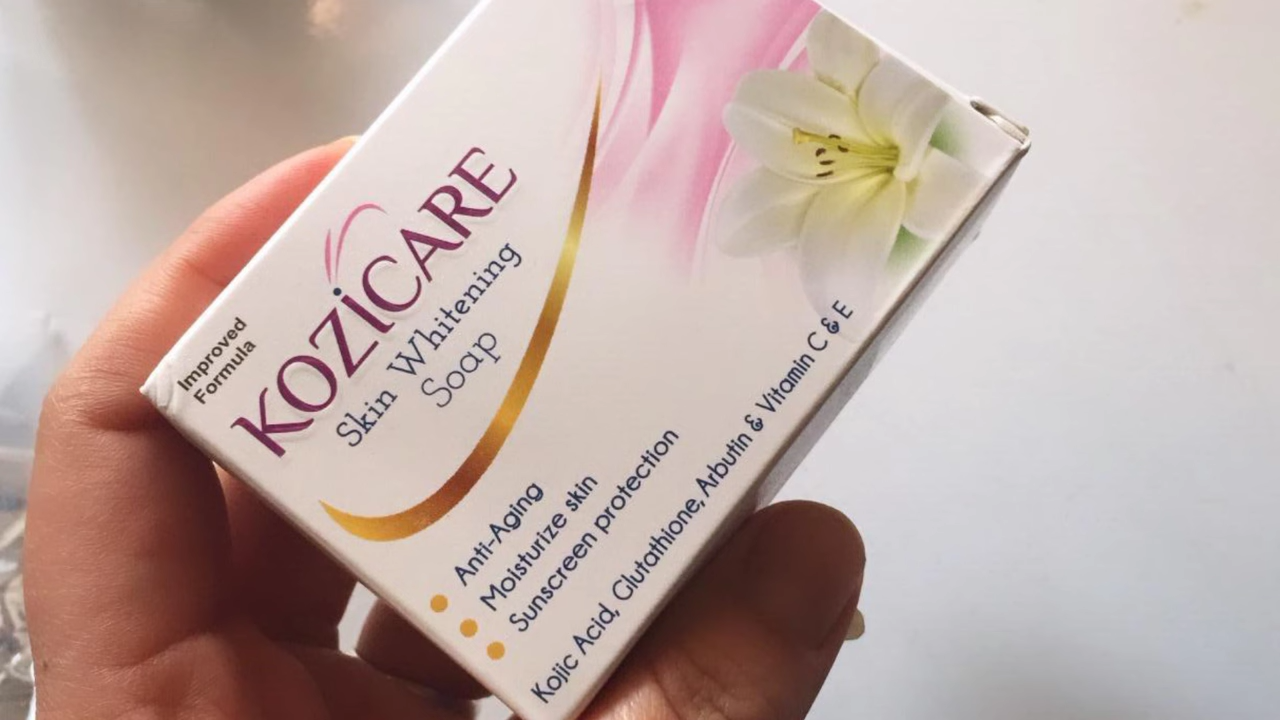 Improved
Formula
KOZiCARE
Skin Whitening
Soap
Anti-Aging
Moisturize skin
Sunscreen protection
Kojic Acid, Glutathione, Arbutin & Vitamin C & E